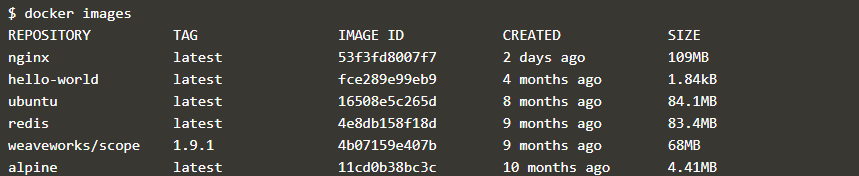 $ docker images
REPOSITORY TAG IMAGE ID CREATED SIZE
nginx latest 53f3fd8007f7 2 days ago 109MB
hello-world latest fce289e99eb9 4 months ago 1.84kB
ubuntu latest 16508e5c265d 8 months ago 84.1MB
redis latest 4e8db158f18d 9 months ago 83.4MB
weaveworks/scope 1.9.1 4b07159e407b 9 months ago 68MB
alpine latest 11cd0b38bc3c 10 months ago 4.41MB